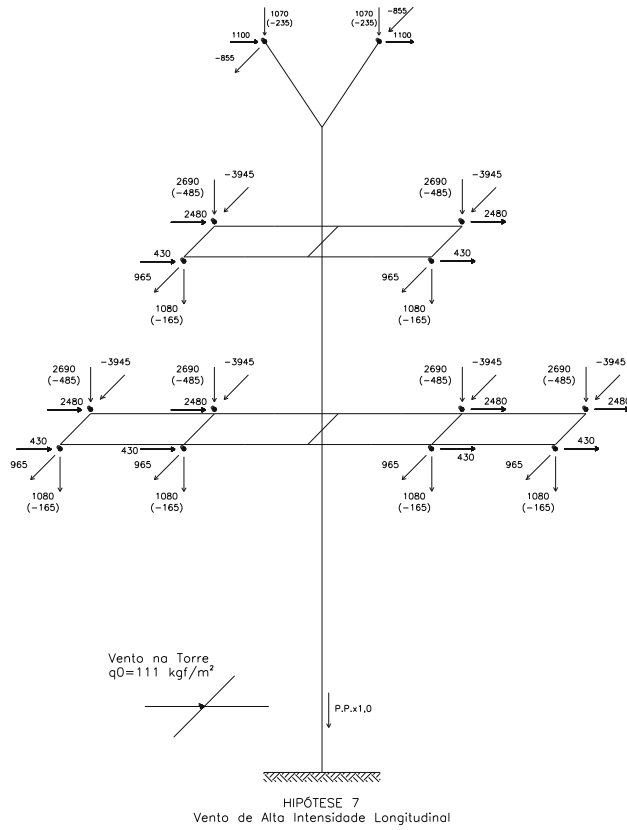 1070 1070 -855
(-235) (-235)
1100 1100
-855
2690 -3945 2690 -3945
(-485) (-485)
2480 2480
430 430
965 965
1080 1080
(-165) (-165)
2690 -3945 2690 -3945 2690 -3945 2690 -3945
(-485) (-485) (-485) (-485)
2480 2480 2480 2480
430 430 430 430
965 965 965 965
1080 1080 1080 1080
(-165) (-165) (-165) (-165)
Vento na Torre
q0=111 kgf/m²
P.P.x1,0
HIPÓTESE 7
Vento de Alta Intensidade Longitudinal